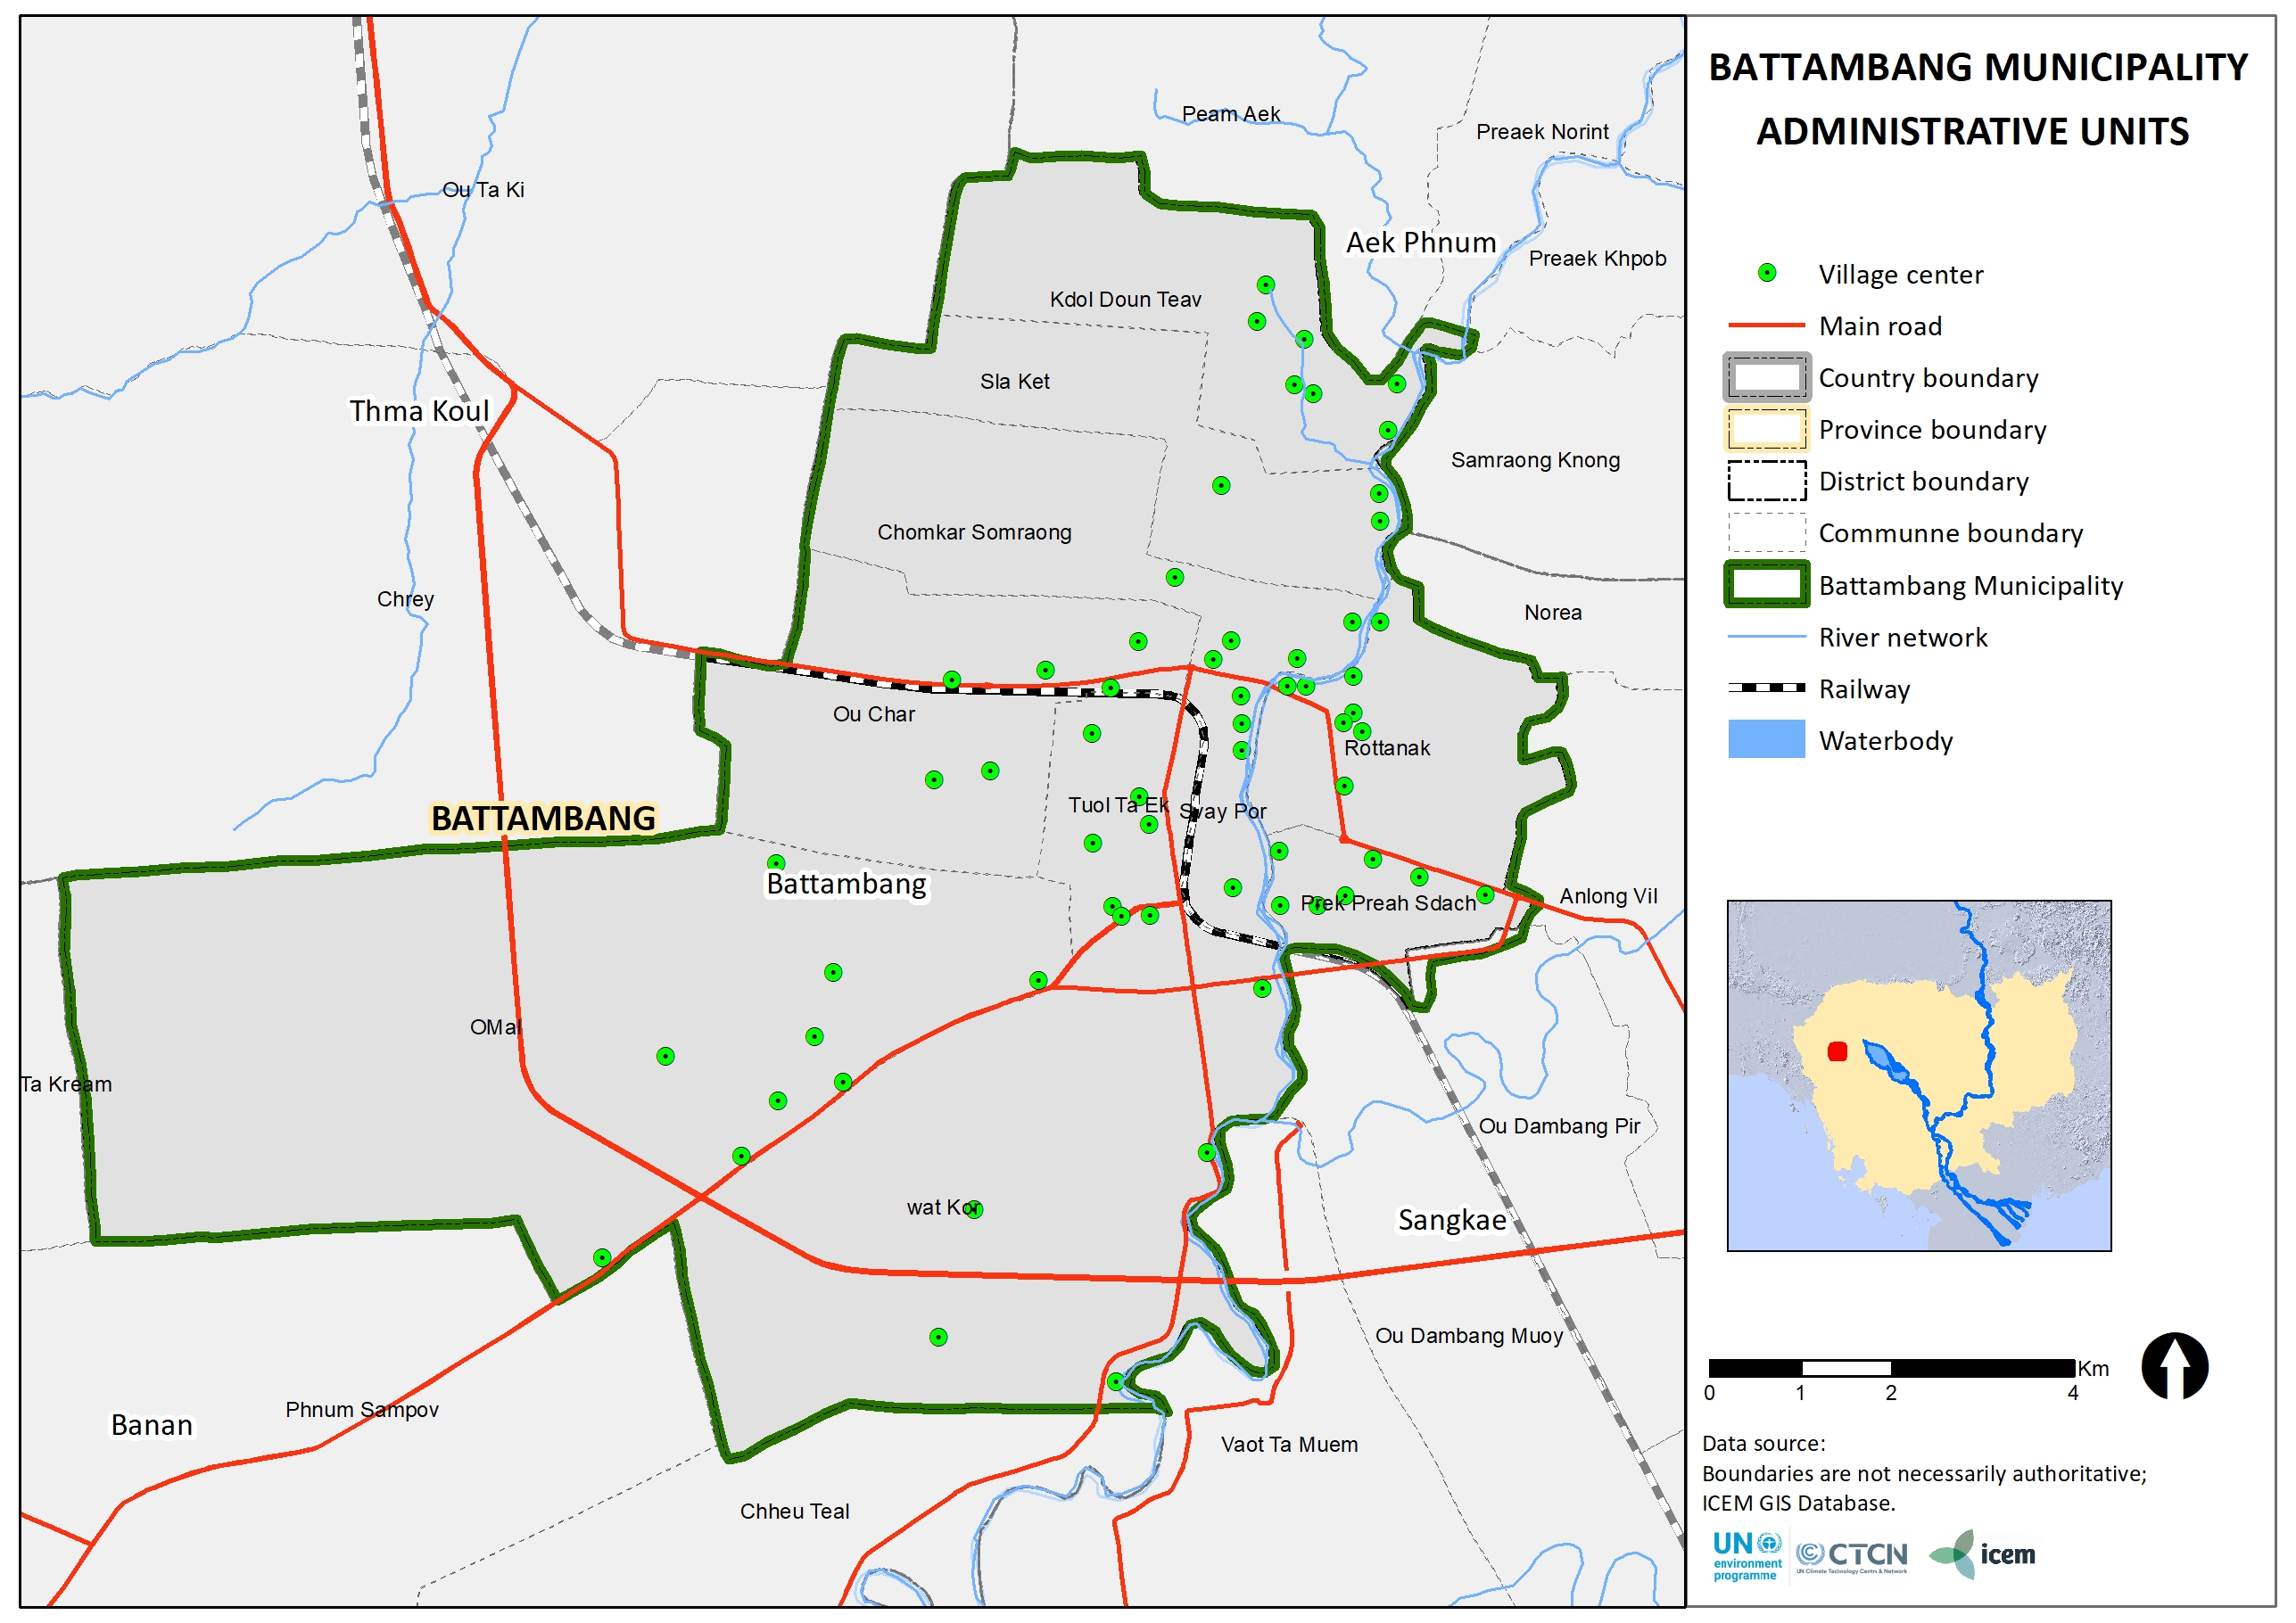 BATTAMBANG MUNICIPALITY
ADMINISTRATIVE UNITS
Village center
Main road
Country boundary
Province boundary
District boundary
Communne boundary
Battambang Municipality
River network
Railway
Waterbody
Peam Aek
Preaek Norint
Ou Ta Ki
Aek Phnum
Preaek Khpob
Kdol Doun Teav
Sla Ket
Thma Koul
Samraong Knong
Chomkar Somraong
Chrey
Norea
Ou Char
Rottanak
BATTAMBANG
Tuol Ta Ek
Svay Por
Battambang
Prek Preah Sdach
Anlong Vil
OMal
Ta Kream
Ou Dambang Pir
wat Kor
Sangkae
Ou Dambang Muoy
Phnum Sampov
Banan
Vaot Ta Muem
Chheu Teal
Km
0 1 2 4
Data source:
Boundaries are not necessarily authoritative;
ICEM GIS Database.
UN
environment
programme
CTCN
UN Climate Technology Centre & Network
icem